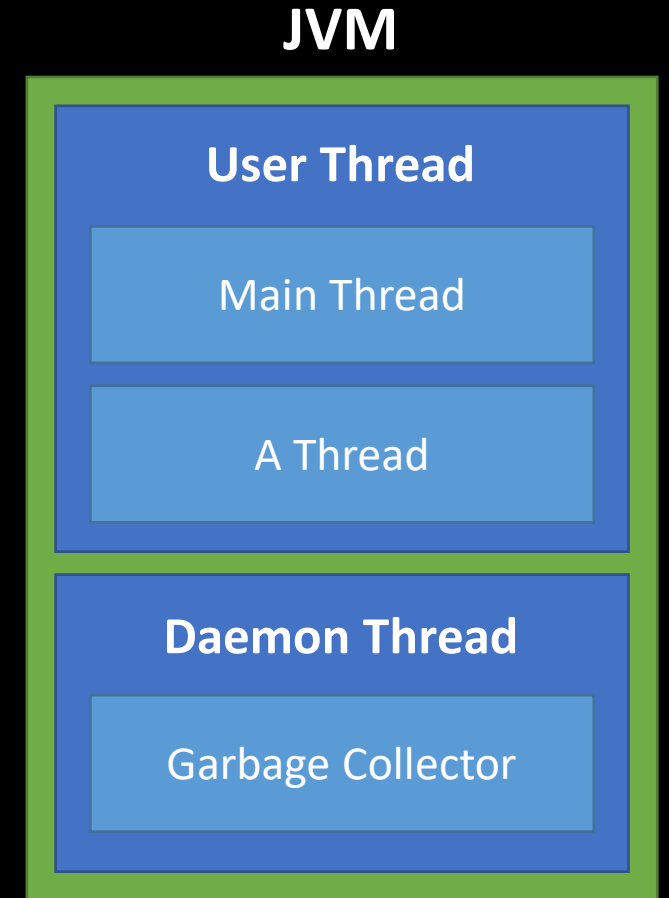 JVM
User Thread
Main Thread
A Thread
Daemon Thread
Garbage Collector